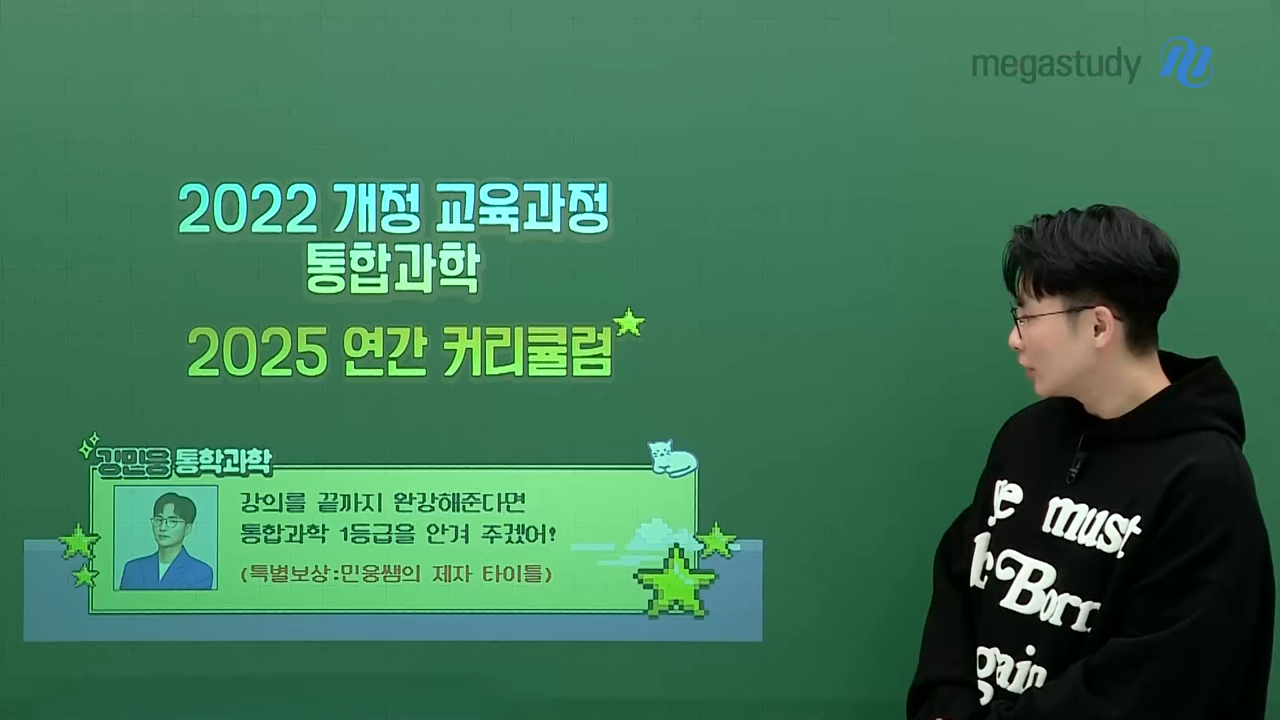 megastudy
2022 개정 교육과정
통합과학
2025 연간 커리큘럼
강민웅 통합과학
강의를 끝까지 완강해준다면
통합과학 1등급을 안겨 주겠어!
(특별보상:민웅쌤의 제자 타이틀)
must
Born